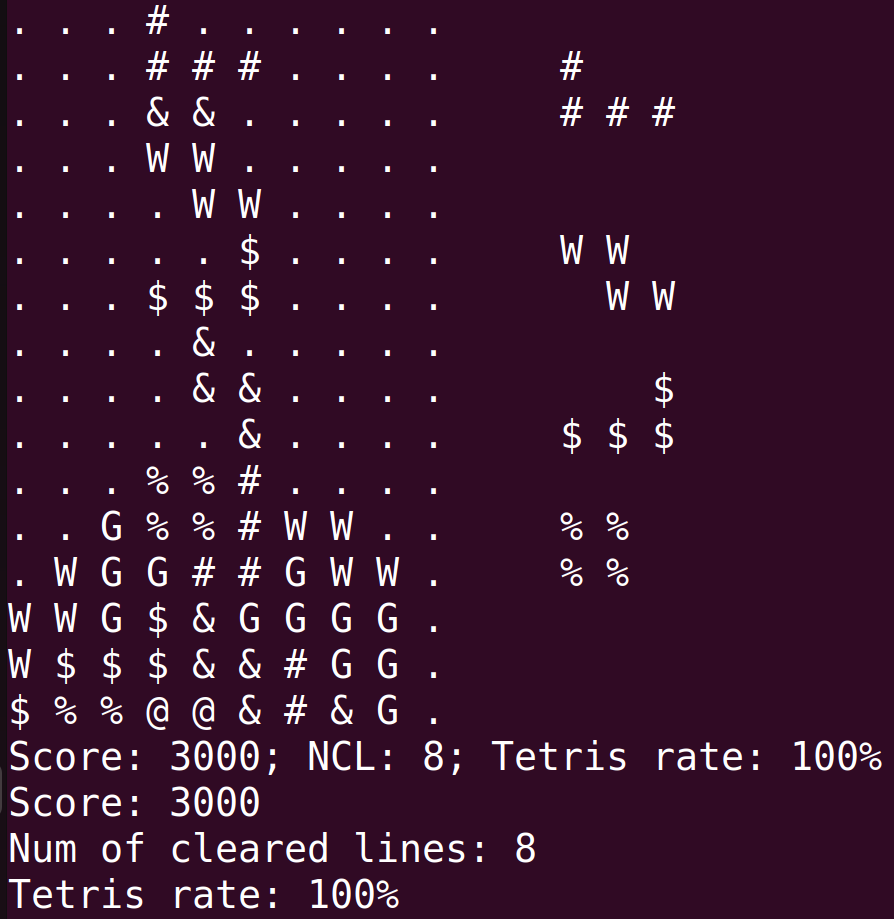 . . . # . . . . . .
. . . # # # . . . .     #
. . . & & . . . . .     # # #
. . . W W . . . . .
. . . . W W . . . .
. . . . . $ . . . .     W W
. . . $ $ $ . . . .       W W
. . . . & . . . . .
. . . . & & . . . .         $
. . . . . & . . . .     $ $ $
. . . % % # . . . .
. . G % % # W W . .     % %
. W G G # # G W W .     % %
W W G $ & G G G G .
W $ $ $ & & # G G .
$ % % @ @ & # & G .
Score: 3000; NCL: 8; Tetris rate: 100%
Score: 3000
Num of cleared lines: 8
Tetris rate: 100%